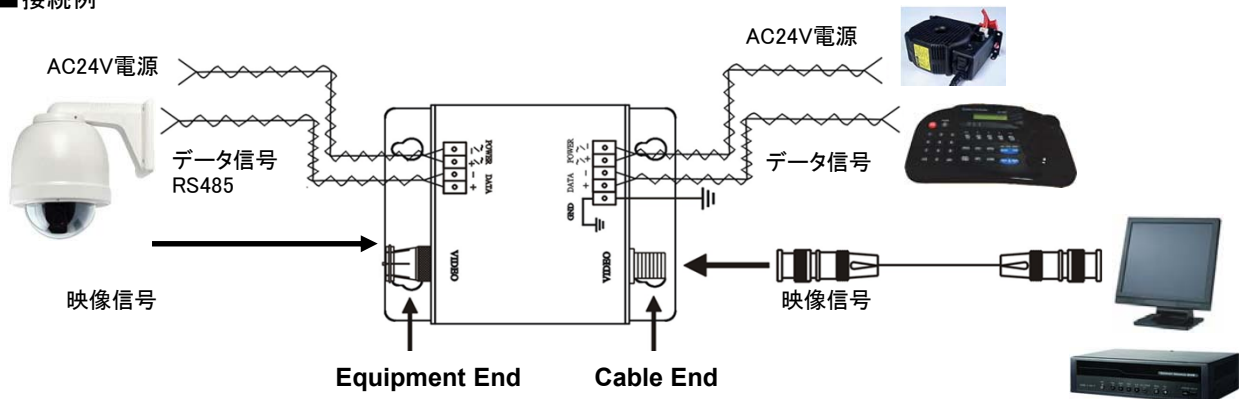 ■接続例
AC24V電源
AC24V電源
データ信号
RS485
データ信号
POWER
+ -
DATA
POWER
DATA
+ -
GND
VIDEO
VIDEO
映像信号
映像信号
Equipment End
Cable End